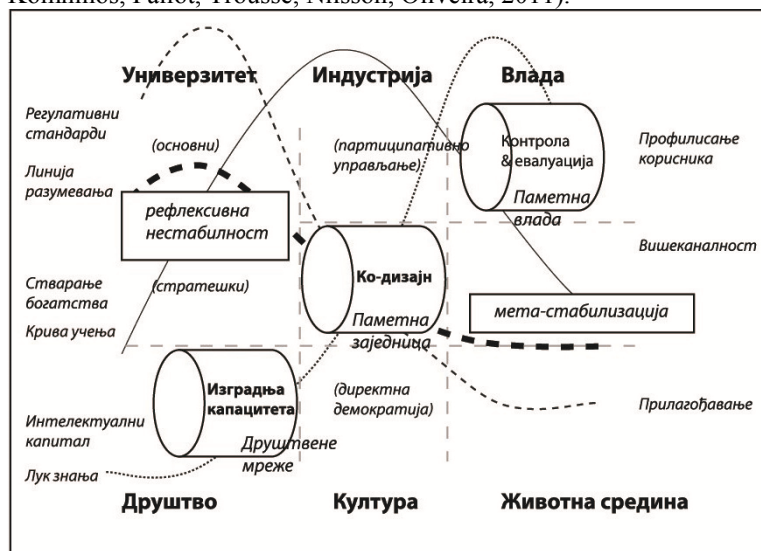 Kominnos, Pallot, Trousse, Nilsson, Oliveira, 2011).
Универзитет Индустрија Влада
Регулативни
стандарди
(основни)
(партиципативно
управљање)
Контрола
& евалуација
Профилисање
корисника
Линија
разумевања
Паметна
влада
рефлексивна
нестабилност
Вишеканалност
Ко-дизајн
Стварање
богатства
(стратешки)
мета-стабилизација
Крива учења
Паметна
заједница
Изградња
капацитета
(директна
демократија)
Прилагођавање
Интелектуални
капитал
Друштвене
мреже
Лук знања
Друштво Култура Животна средина